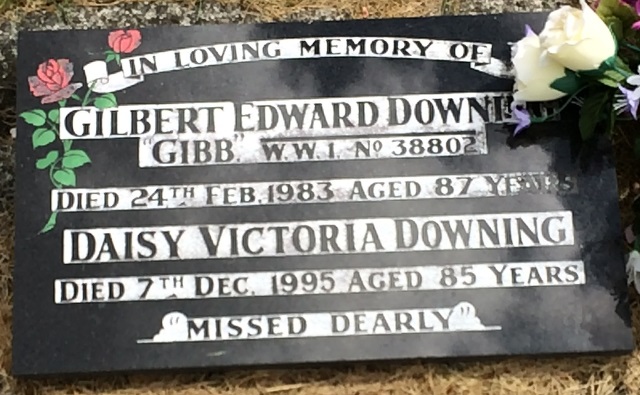 IN LOVING MEMORY OF
GILBERT EDWARD DOWNING
"GIBB" W.W.I. No 38802
DIED 24TH FEB. 1983 AGED 87 YEARS
DAISY VICTORIA DOWNING
DIED 7TH DEC. 1995 AGED 85 YEARS
"MISSED DEARLY"